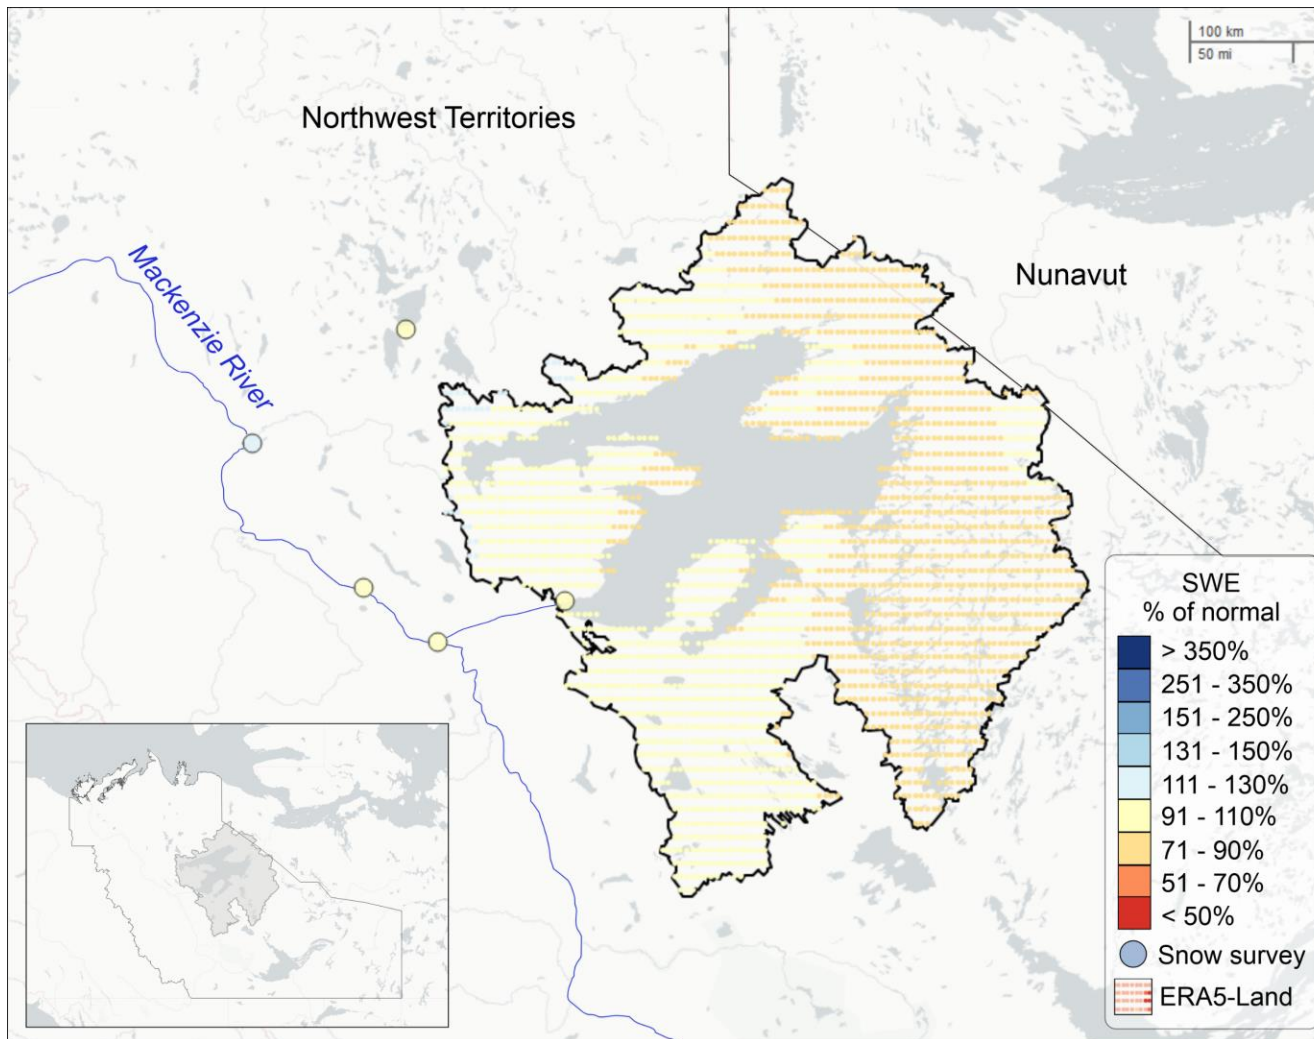 100 km
50 mi
Northwest Territories
Mackenzie River
Nunavut
SWE
% of normal
> 350%
251 - 350%
151 - 250%
131 - 150%
111 - 130%
91 - 110%
71 - 90%
51 - 70%
< 50%
Snow survey
ERA5-Land